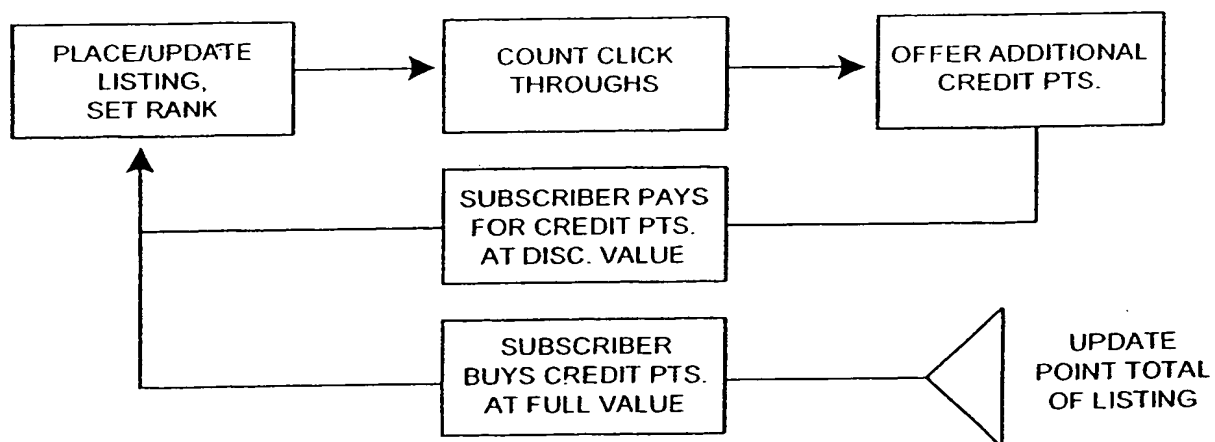 PLACE/UPDATE
LISTING,
SET RANK
COUNT CLICK
THROUGHS
OFFER ADDITIONAL
CREDIT PTS.
SUBSCRIBER PAYS
FOR CREDIT PTS.
AT DISC. VALUE
SUBSCRIBER
BUYS CREDIT PTS.
AT FULL VALUE
UPDATE
POINT TOTAL
OF LISTING